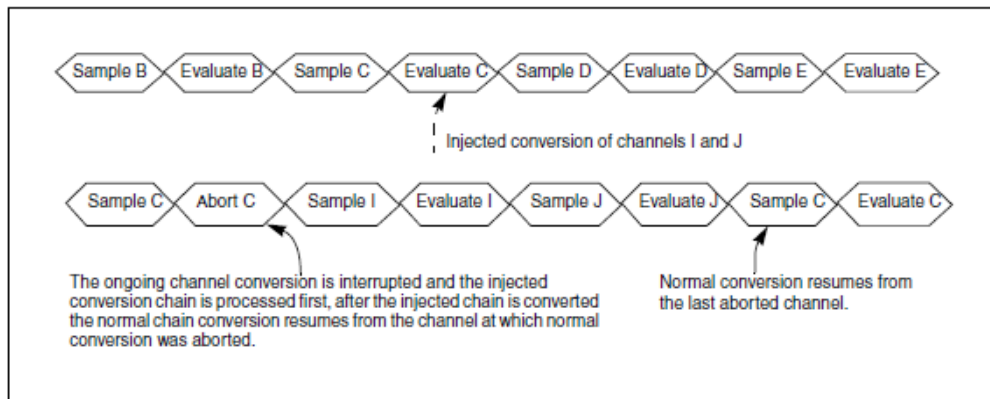 Sample B Evaluate B Sample C Evaluate C Sample D Evaluate D Sample E Evaluate E
Injected conversion of channels I and J
Sample C Abort C Sample I Evaluate I Sample J Evaluate J Sample C Evaluate C
The ongoing channel conversion is interrupted and the injected
conversion chain is processed first, after the injected chain is converted
the normal chain conversion resumes from the channel at which normal
conversion was aborted.
Normal conversion resumes from
the last aborted channel.